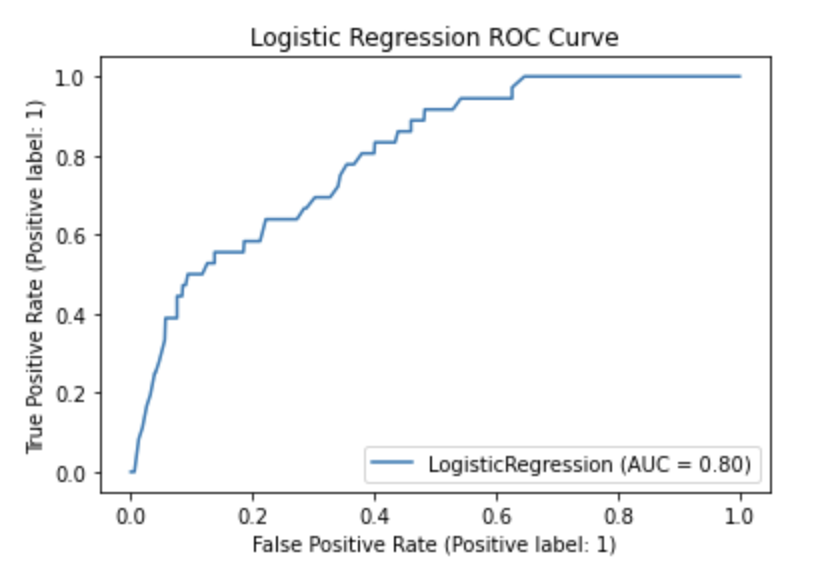 Logistic Regression ROC Curve
True Positive Rate (Positive label: 1)
1.0
0.8
0.6
0.4
0.2
0.0
LogisticRegression (AUC = 0.80)
0.0 0.2 0.4 0.6 0.8 1.0
False Positive Rate (Positive label: 1)